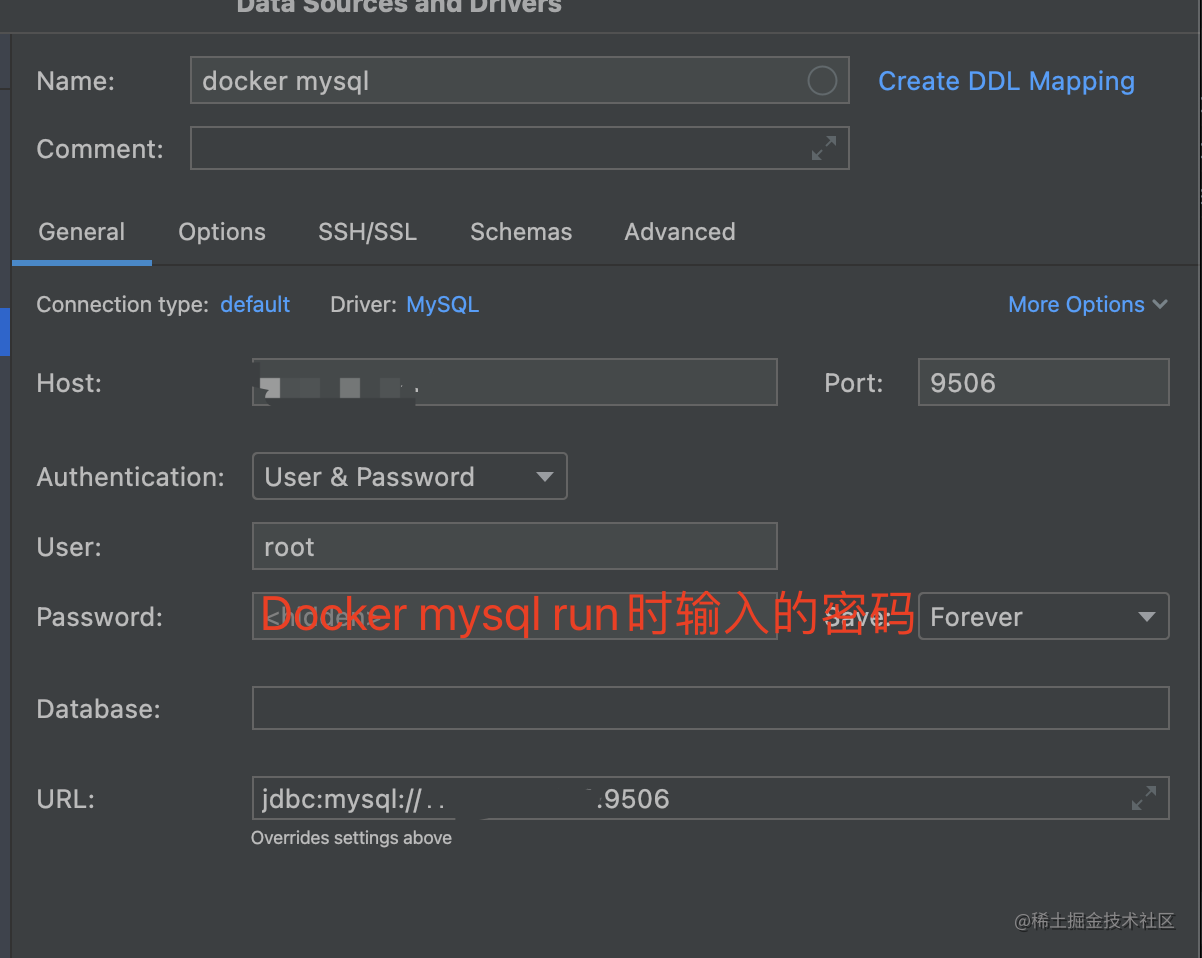 Data Sources and Drivers
Name: docker mysql Create DDL Mapping
Comment:
General Options SSH/SSL Schemas Advanced
Connection type: default Driver: MySQL More Options
Host: Port: 9506
Authentication: User & Password
User: root
Password: <hidden> Save: Forever
Docker mysql run时输入的密码
Database:
URL: jdbc:mysql:// 9506
Overrides settings above
@稀土掘金技术社区